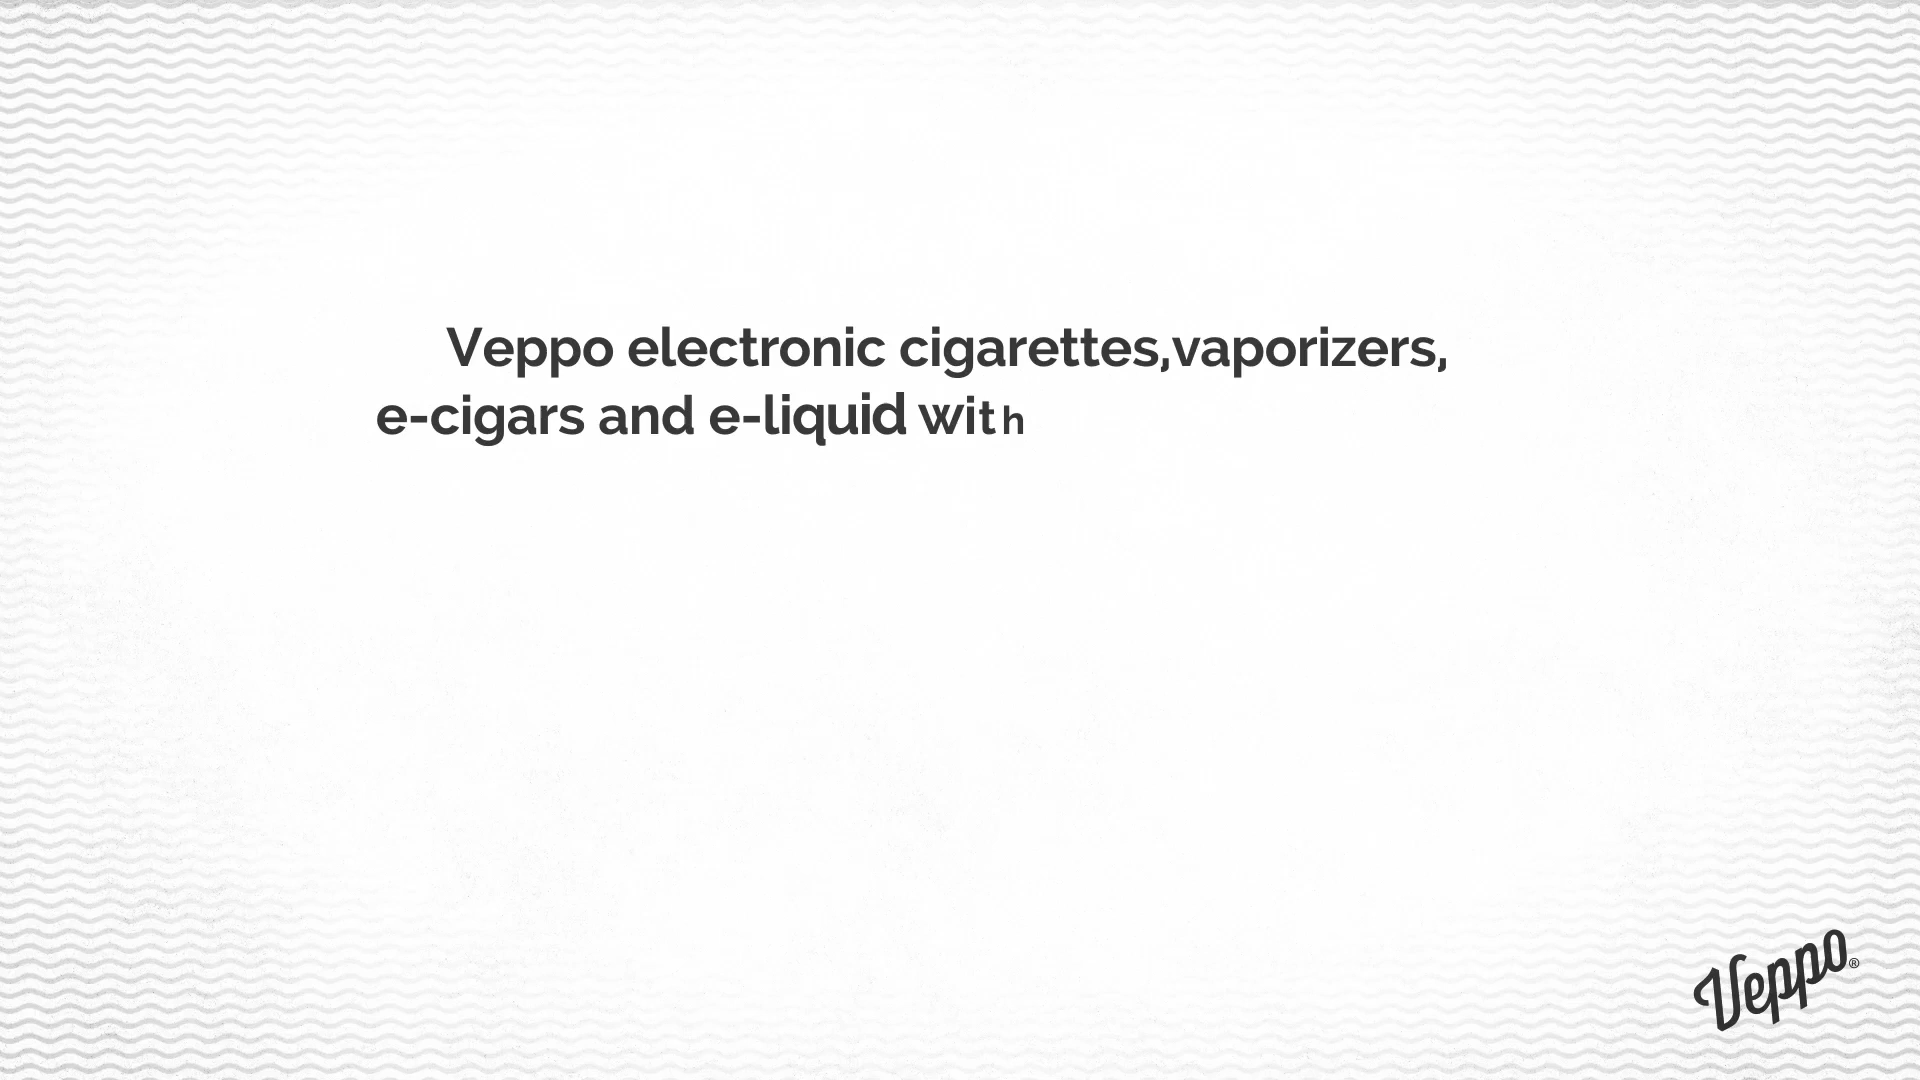 Veppo electronic cigarettes,vaporizers,
e-cigars and e-liquid with
Veppo®